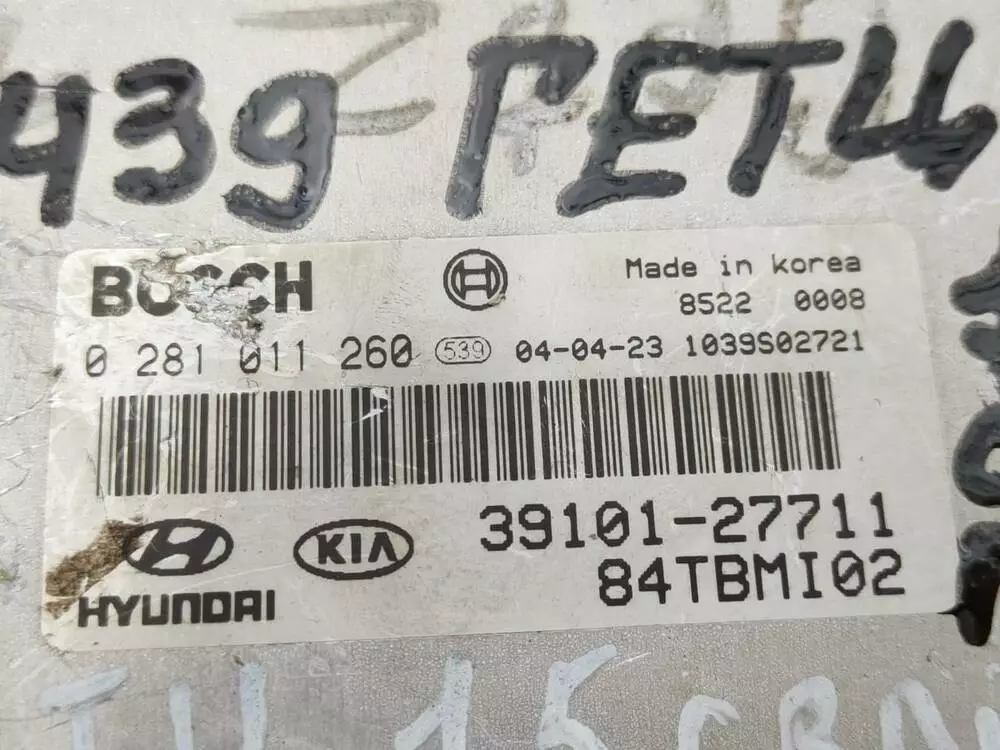 439 ГЕТЦ
BOSCH
Made in korea
8522 0008
0 281 011 260 539 04-04-23 1039S02721
KIA
39101-27711
84TBMI02
HYUNDAI